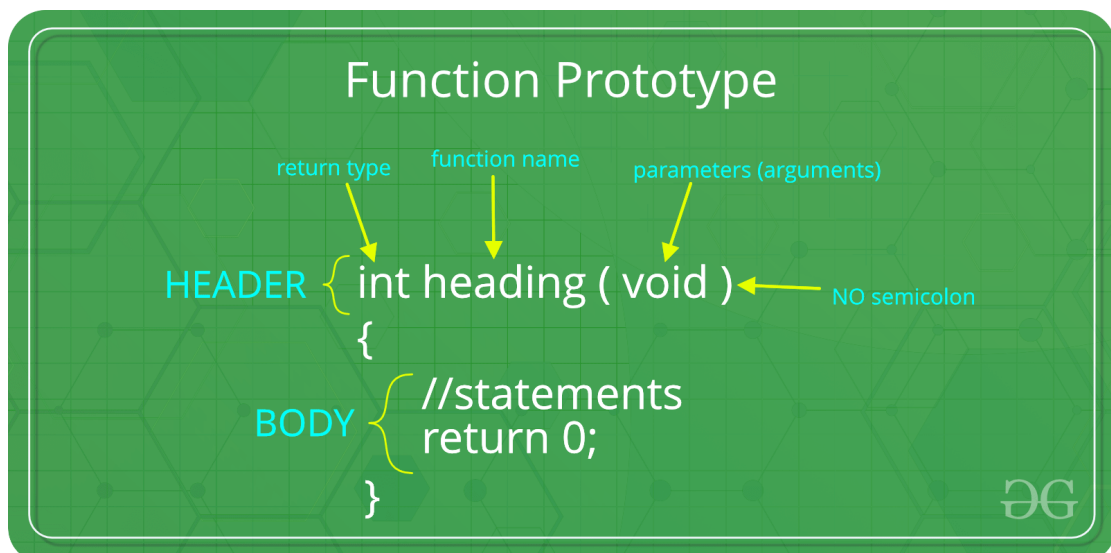 Function Prototype
return type function name parameters (arguments)
HEADER int heading ( void ) NO semicolon
{
//statements
BODY
return 0;
}
GG